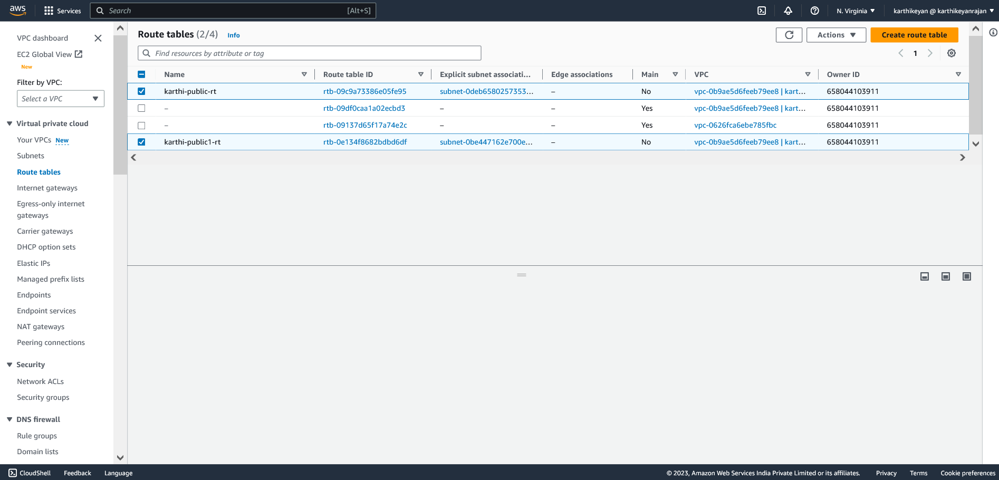 aws Services Search [Alt+S] N. Virginia karthikeyan @ karthikeyanrajan
VPC dashboard
EC2 Global View
New
Filter by VPC:
Select a VPC
Virtual private cloud
Your VPCs New
Subnets
Route tables
Internet gateways
Egress-only internet
gateways
Carrier gateways
DHCP option sets
Elastic IPs
Managed prefix lists
Endpoints
Endpoint services
NAT gateways
Peering connections
Security
Network ACLs
Security groups
DNS firewall
Rule groups
Domain lists
Route tables (2/4) Info Actions Create route table
Find resources by attribute or tag 1
Name Route table ID Explicit subnet associati... Edge associations Main VPC Owner ID
karthi-public-rt rtb-09c9a73386e05fe95 subnet-0deb6580257353... – No vpc-0b9ae5d6feeb79ee8 | kart... 658044103911
– rtb-09df0caa1a02ecbd3 – – Yes vpc-0b9ae5d6feeb79ee8 | kart... 658044103911
– rtb-09137d65f17a74e2c – – Yes vpc-0626fca6ebe785fbc 658044103911
karthi-public1-rt rtb-0e134f8682bdbd6df subnet-0be447162e700e... – No vpc-0b9ae5d6feeb79ee8 | kart... 658044103911
CloudShell Feedback Language © 2023, Amazon Web Services India Private Limited or its affiliates. Privacy Terms Cookie preferences